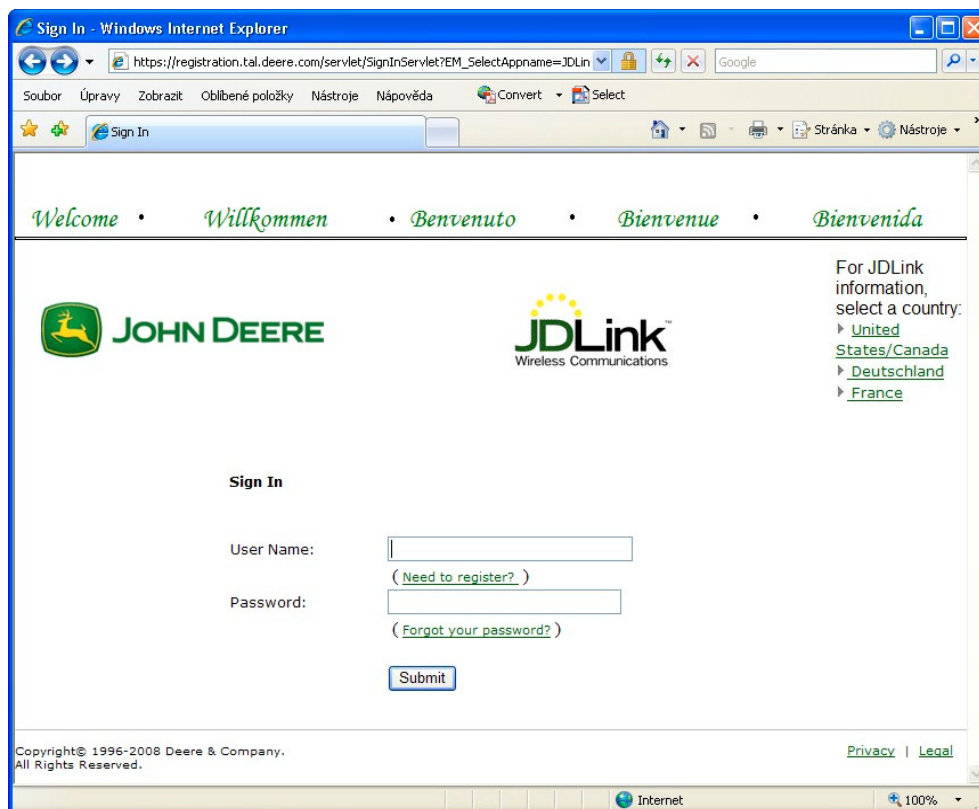 Sign In - Windows Internet Explorer
https://registration.tal.deere.com/servlet/SignInServlet?EM_SelectAppname=JDLin
Google
Soubor Úpravy Zobrazit Oblíbené položky Nástroje Nápověda Convert Select
Sign In
Stránka Nástroje
Welcome • Willkommen • Benvenuto • Bienvenue • Bienvenida
For JDLink
information,
select a country:
United
States/Canada
Deutschland
France
JOHN DEERE
JDLink™
Wireless Communications
Sign In
User Name:
( Need to register? )
Password:
( Forgot your password? )
Submit
Copyright© 1996-2008 Deere & Company.
All Rights Reserved.
Privacy | Legal
Internet
100%